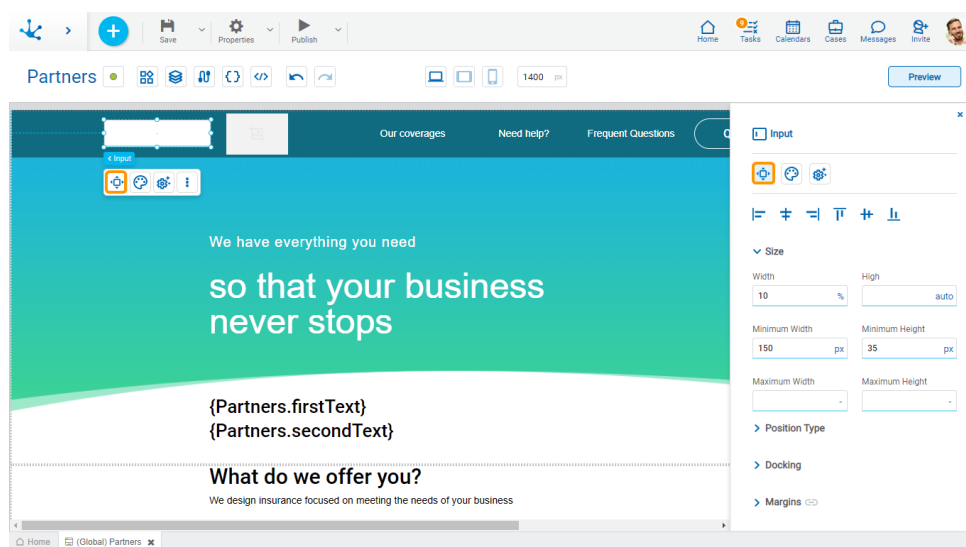 Save
Properties
Publish
Home
9
Tasks
Calendars
Cases
Messages
Invite
Partners
1400 px
Preview
Our coverages
Need help?
Frequent Questions
Input
Input
We have everything you need
so that your business
never stops
{Partners.firstText}
{Partners.secondText}
What do we offer you?
We design insurance focused on meeting the needs of your business
Size
Width
High
10 %
auto
Minimum Width
Minimum Height
150 px
35 px
Maximum Width
Maximum Height
-
-
Position Type
Docking
Margins
Home
(Global) Partners